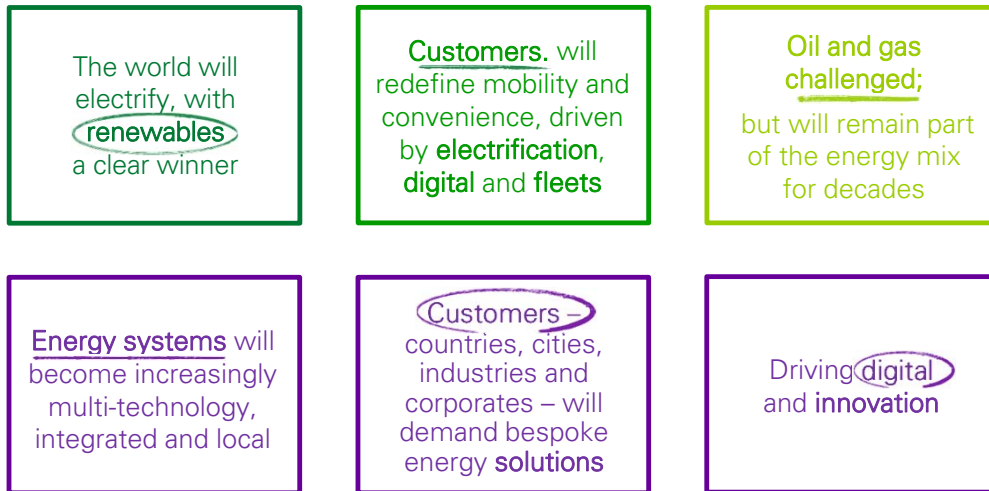 The world will
electrify, with
renewables
a clear winner
Customers. will
redefine mobility and
convenience, driven
by electrification,
digital and fleets
Oil and gas
challenged;
but will remain part
of the energy mix
for decades
Energy systems will
become increasingly
multi-technology,
integrated and local
Customers –
countries, cities,
industries and
corporates – will
demand bespoke
energy solutions
Driving digital
and innovation